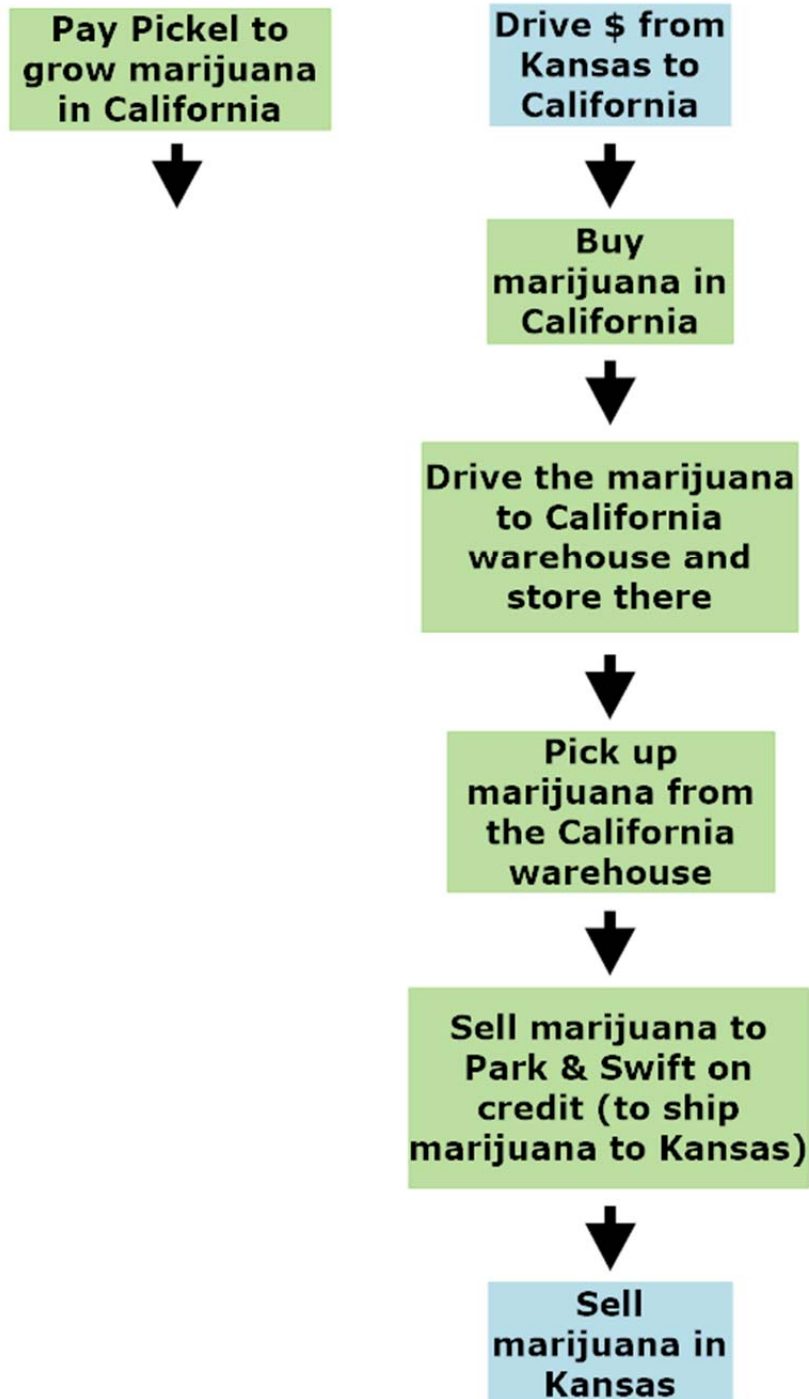 Pay Pickel to
grow marijuana
in California
Drive $ from
Kansas to
California
Buy
marijuana in
California
Drive the marijuana
to California
warehouse and
store there
Pick up
marijuana from
the California
warehouse
Sell marijuana to
Park & Swift on
credit (to ship
marijuana to Kansas)
Sell
marijuana in
Kansas